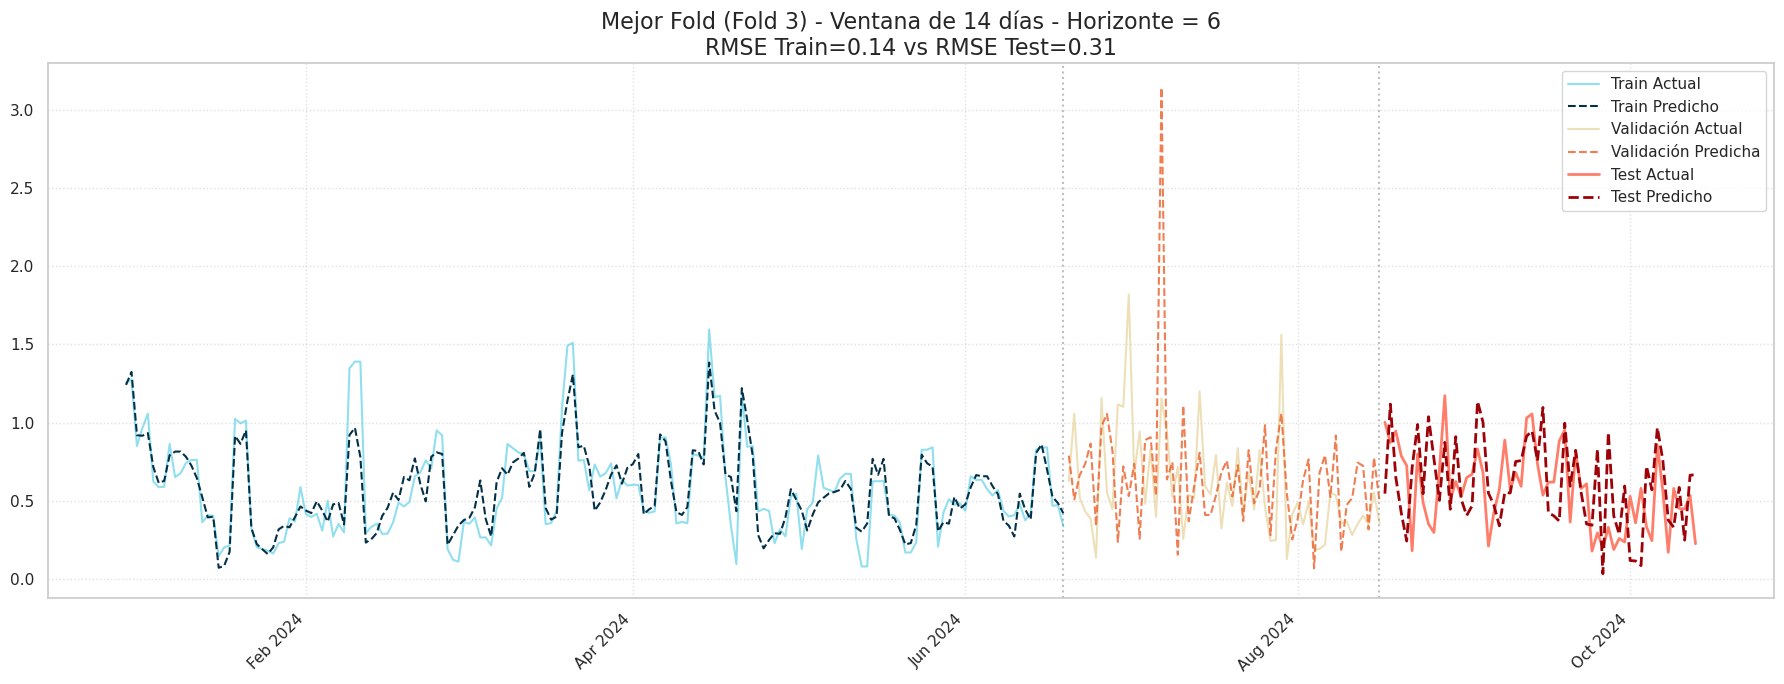 Mejor Fold (Fold 3) - Ventana de 14 días - Horizonte = 6
RMSE Train=0.14 vs RMSE Test=0.31
Train Actual
Train Predicho
Validación Actual
Validación Predicha
Test Actual
Test Predicho
3.0
2.5
2.0
1.5
1.0
0.5
0.0
Feb 2024
Apr 2024
Jun 2024
Aug 2024
Oct 2024